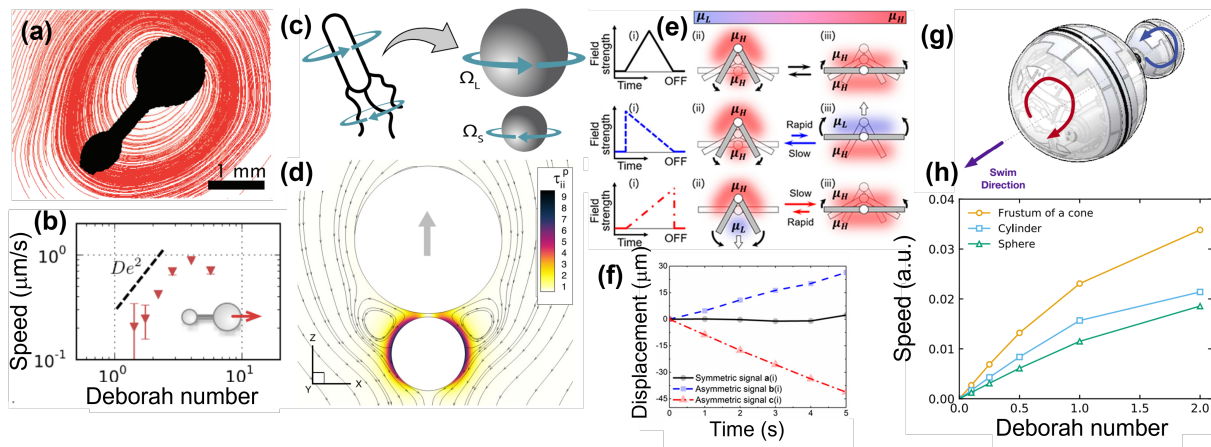 (a)
1 mm
(b)
Speed (μm/s)
10⁰
10⁻¹
De²
10⁰
10¹
Deborah number
(c)
Ω_L
Ω_S
(d)
τ^p_ii
9
8
7
6
5
4
3
2
1
Z
Y
X
(e)
μ_L
μ_H
Field strength
(i)
Time
OFF
(ii)
μ_H
μ_H
(iii)
μ_H
μ_H
Field strength
(i)
Time
OFF
(ii)
μ_H
μ_H
Rapid
Slow
(iii)
μ_L
μ_H
Field strength
(i)
Time
OFF
(ii)
μ_H
μ_L
Slow
Rapid
(iii)
μ_H
μ_H
(f)
Displacement (μm)
45
30
15
0
-15
-30
-45
Symmetric signal a(i)
Asymmetric signal b(i)
Asymmetric signal c(i)
0 1 2 3 4 5
Time (s)
(g)
Swim
Direction
(h)
Speed (a.u.)
0.04
0.03
0.02
0.01
0.00
Frustum of a cone
Cylinder
Sphere
0.0 0.5 1.0 1.5 2.0
Deborah number